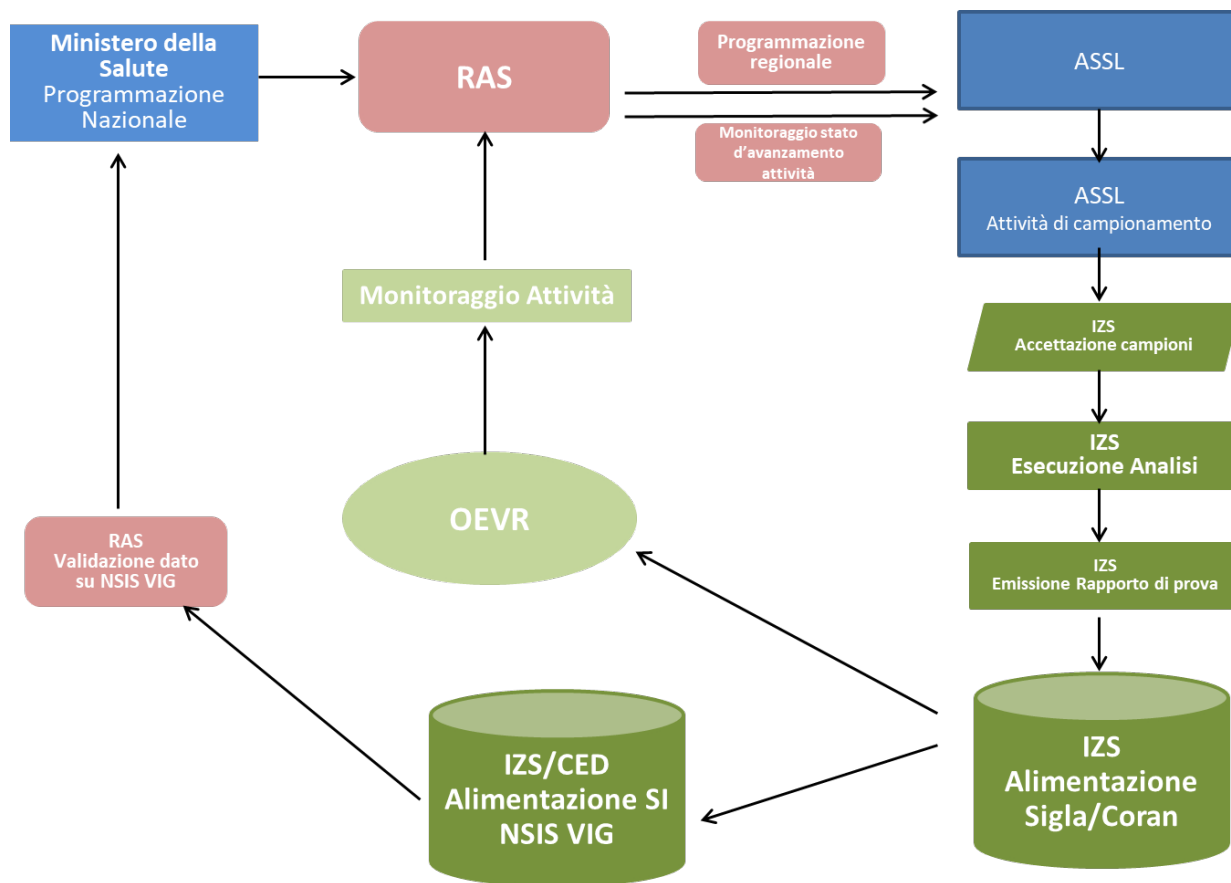 Ministero della
Salute
Programmazione
Nazionale
RAS
Programmazione
regionale
Monitoraggio stato
d'avanzamento
attività
ASSL
ASSL
Attività di campionamento
Monitoraggio Attività
IZS
Accettazione campioni
IZS
Esecuzione Analisi
OEVR
RAS
Validazione dato
su NSIS VIG
IZS
Emissione Rapporto di prova
IZS/CED
Alimentazione SI
NSIS VIG
IZS
Alimentazione
Sigla/Coran